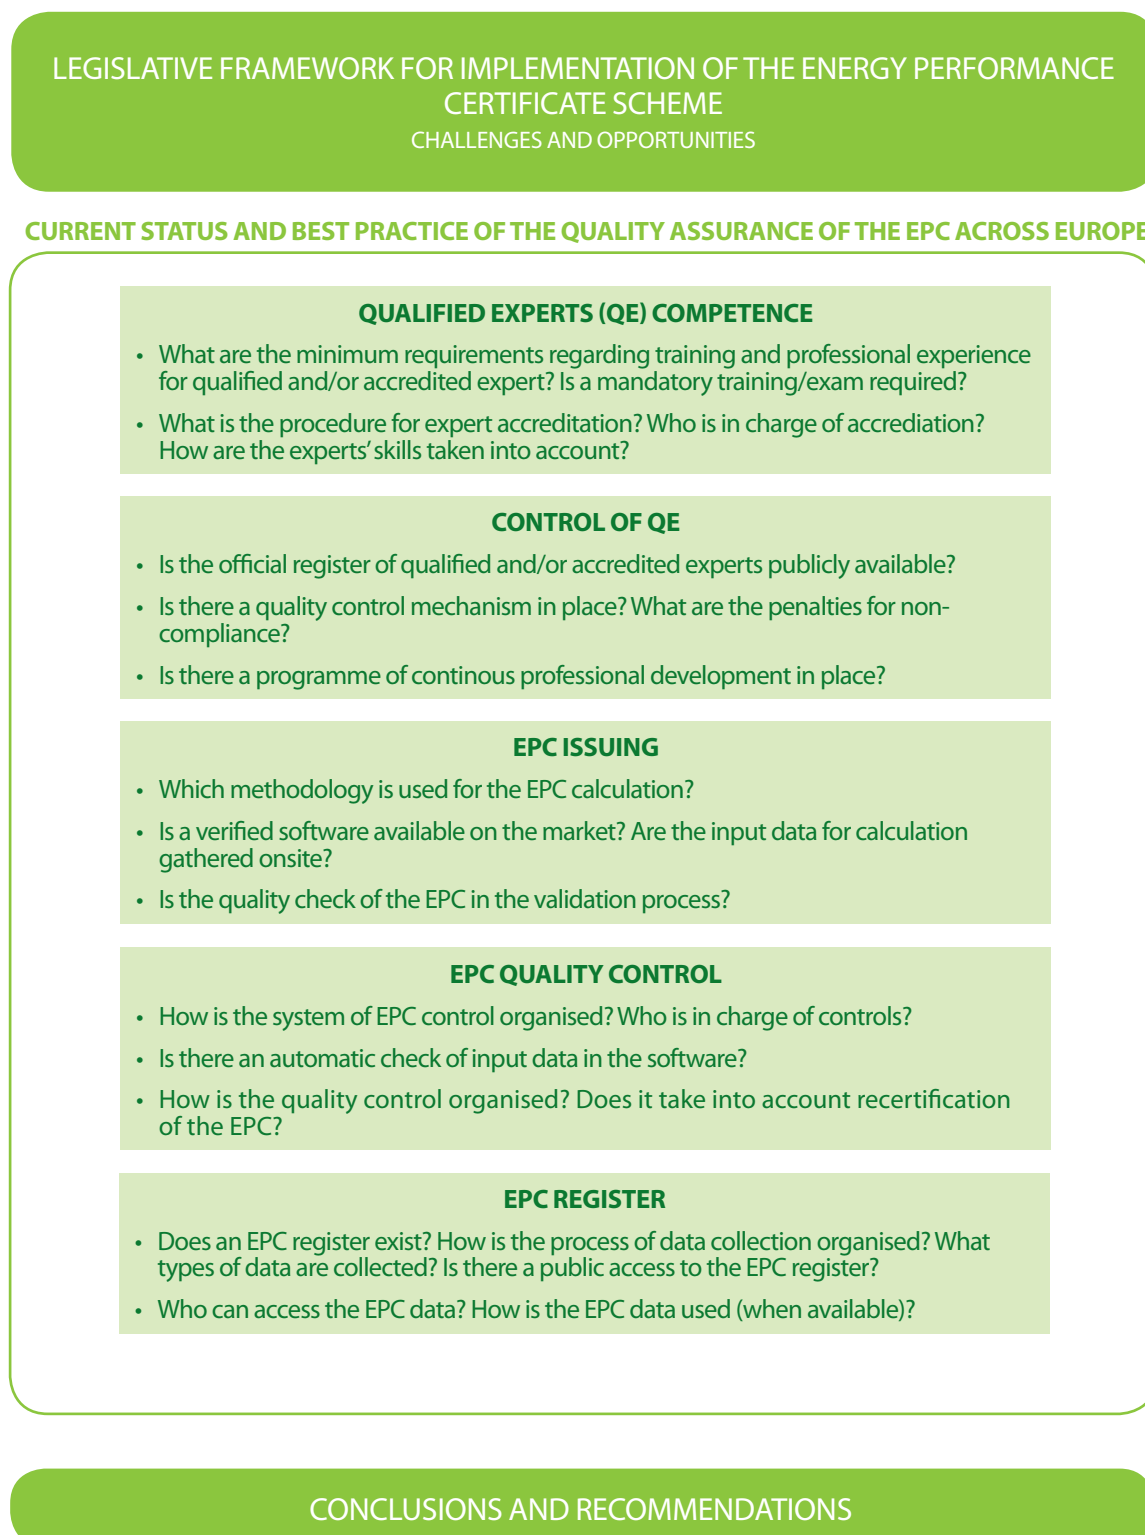 LEGISLATIVE FRAMEWORK FOR IMPLEMENTATION OF THE ENERGY PERFORMANCE
CERTIFICATE SCHEME
CHALLENGES AND OPPORTUNITIES
CURRENT STATUS AND BEST PRACTICE OF THE QUALITY ASSURANCE OF THE EPC ACROSS EUROPE
QUALIFIED EXPERTS (QE) COMPETENCE
• What are the minimum requirements regarding training and professional experience
for qualified and/or accredited expert? Is a mandatory training/exam required?
• What is the procedure for expert accreditation? Who is in charge of accrediation?
How are the experts' skills taken into account?
CONTROL OF QE
• Is the official register of qualified and/or accredited experts publicly available?
• Is there a quality control mechanism in place? What are the penalties for non-
compliance?
• Is there a programme of continous professional development in place?
EPC ISSUING
• Which methodology is used for the EPC calculation?
• Is a verified software available on the market? Are the input data for calculation
gathered onsite?
• Is the quality check of the EPC in the validation process?
EPC QUALITY CONTROL
• How is the system of EPC control organised? Who is in charge of controls?
• Is there an automatic check of input data in the software?
• How is the quality control organised? Does it take into account recertification
of the EPC?
EPC REGISTER
• Does an EPC register exist? How is the process of data collection organised? What
types of data are collected? Is there a public access to the EPC register?
• Who can access the EPC data? How is the EPC data used (when available)?
CONCLUSIONS AND RECOMMENDATIONS